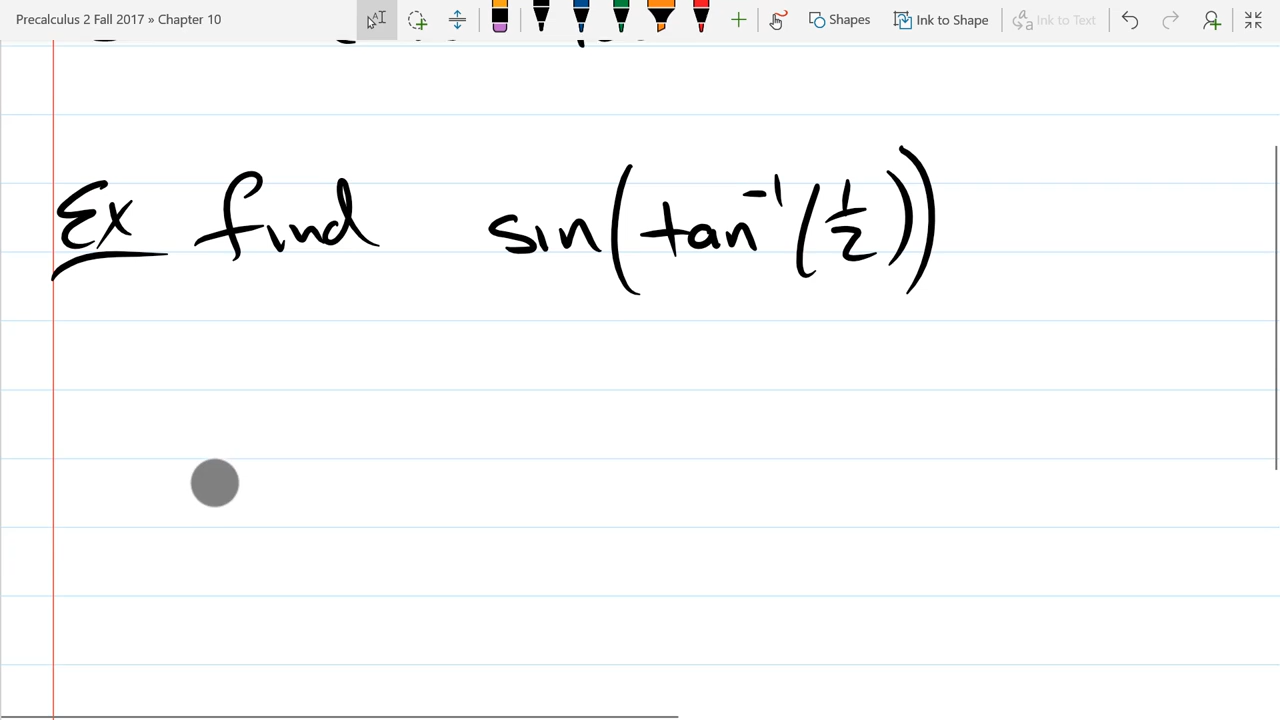 Precalculus 2 Fall 2017 » Chapter 10
Shapes
Ink to Shape
Ink to Text
Ex find sin(tan⁻¹(1/2))